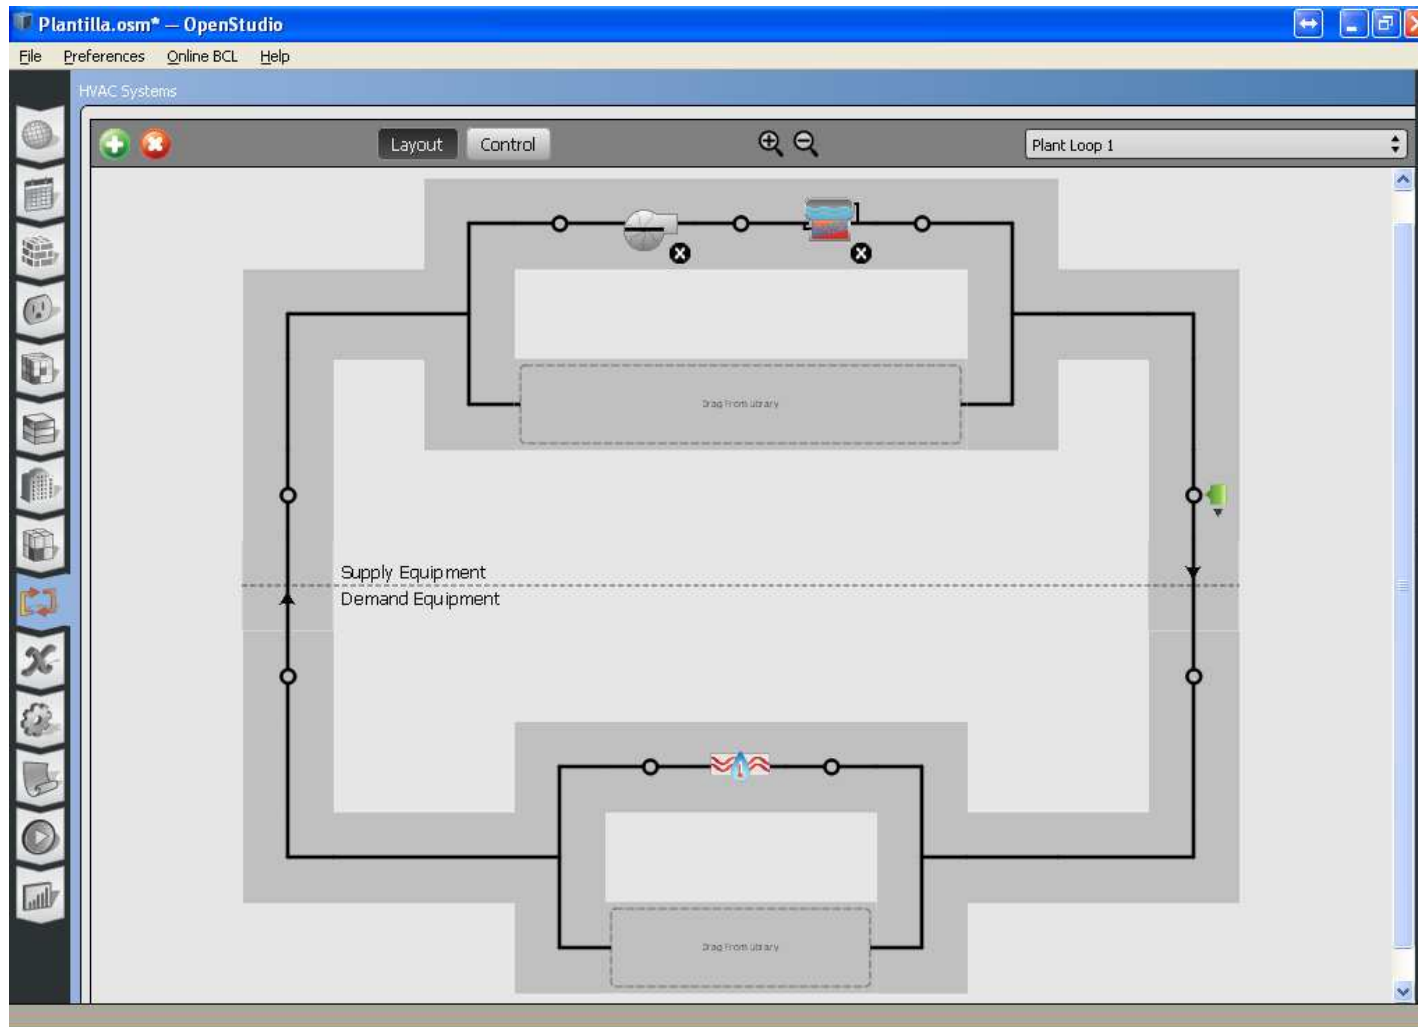 Plantilla.osm* — OpenStudio
File Preferences Online BCL Help
HVAC Systems
Layout Control Plant Loop 1
Drag From Library
Supply Equipment
Demand Equipment
Drag From Library